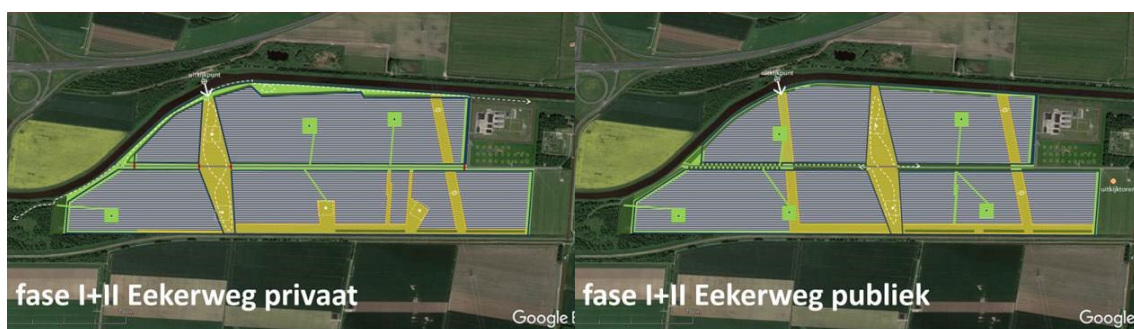 uitkijkpunt
fase I+II Eekerweg privaat
Google E
uitkijkpunt
uitkijktoren
fase I+II Eekerweg publiek
Google